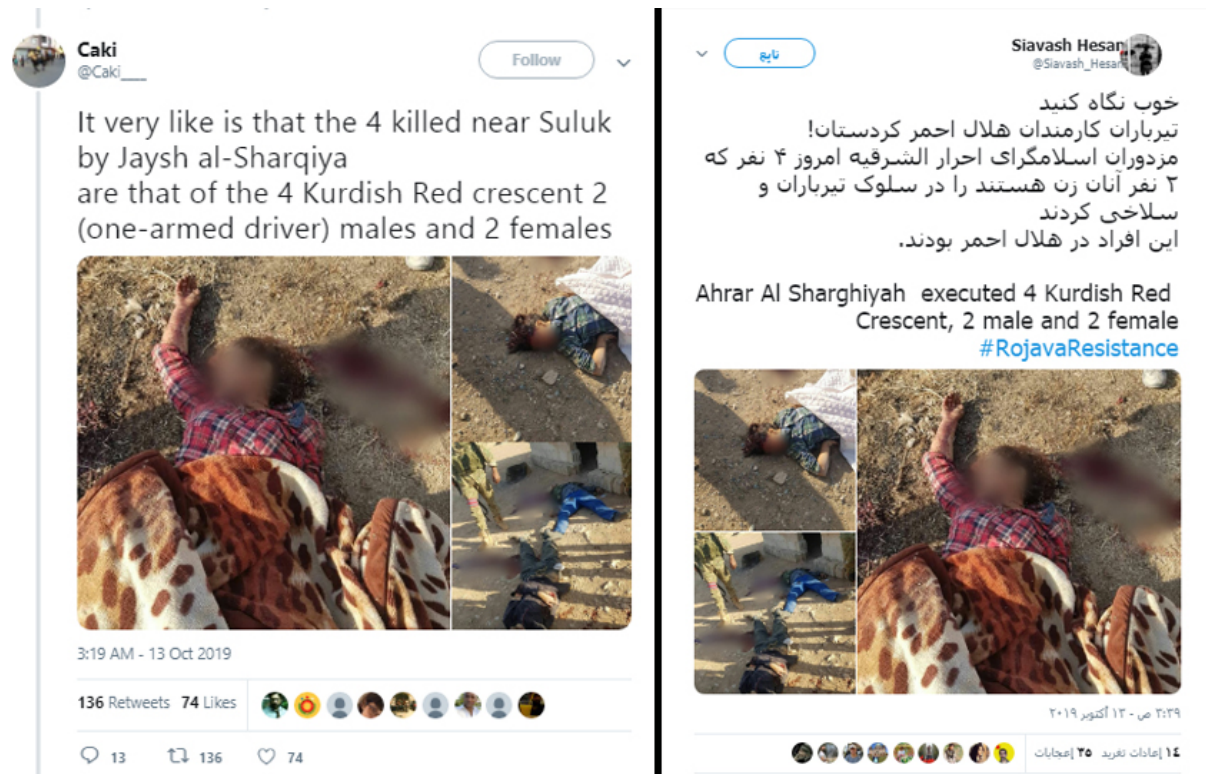 Caki
@Caki___
Follow
It very like is that the 4 killed near Suluk
by Jaysh al-Sharqiya
are that of the 4 Kurdish Red crescent 2
(one-armed driver) males and 2 females
3:19 AM - 13 Oct 2019
136 Retweets 74 Likes
13 136 74
Siavash Hesar
@Siavash_Hesar
تابع
خوب نگاه کنید
تیرباران کارمندان هلال احمر کردستان!
مزدوران اسلامگرای احرار الشرقیه امروز ۴ نفر که
۲ نفر آنان زن هستند را در سلوک تیرباران و
سلاخی کردند
این افراد در هلال احمر بودند.
Ahrar Al Sharghiyah executed 4 Kurdish Red
Crescent, 2 male and 2 female
#RojavaResistance
٣:٣٩ ص - ١٣ أكتوبر ٢٠١٩
١٤ إعادات تغريد ٣٥ إعجابات